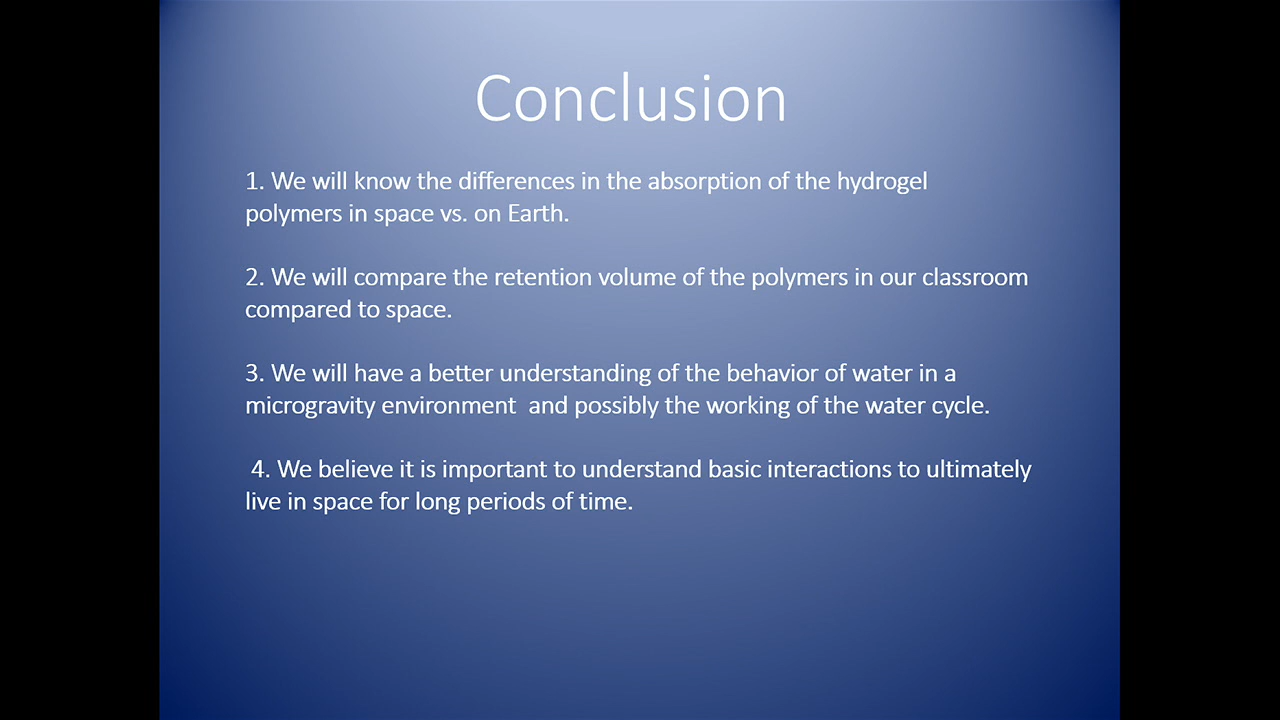 Conclusion
1. We will know the differences in the absorption of the hydrogel
polymers in space vs. on Earth.
2. We will compare the retention volume of the polymers in our classroom
compared to space.
3. We will have a better understanding of the behavior of water in a
microgravity environment  and possibly the working of the water cycle.
4. We believe it is important to understand basic interactions to ultimately
live in space for long periods of time.